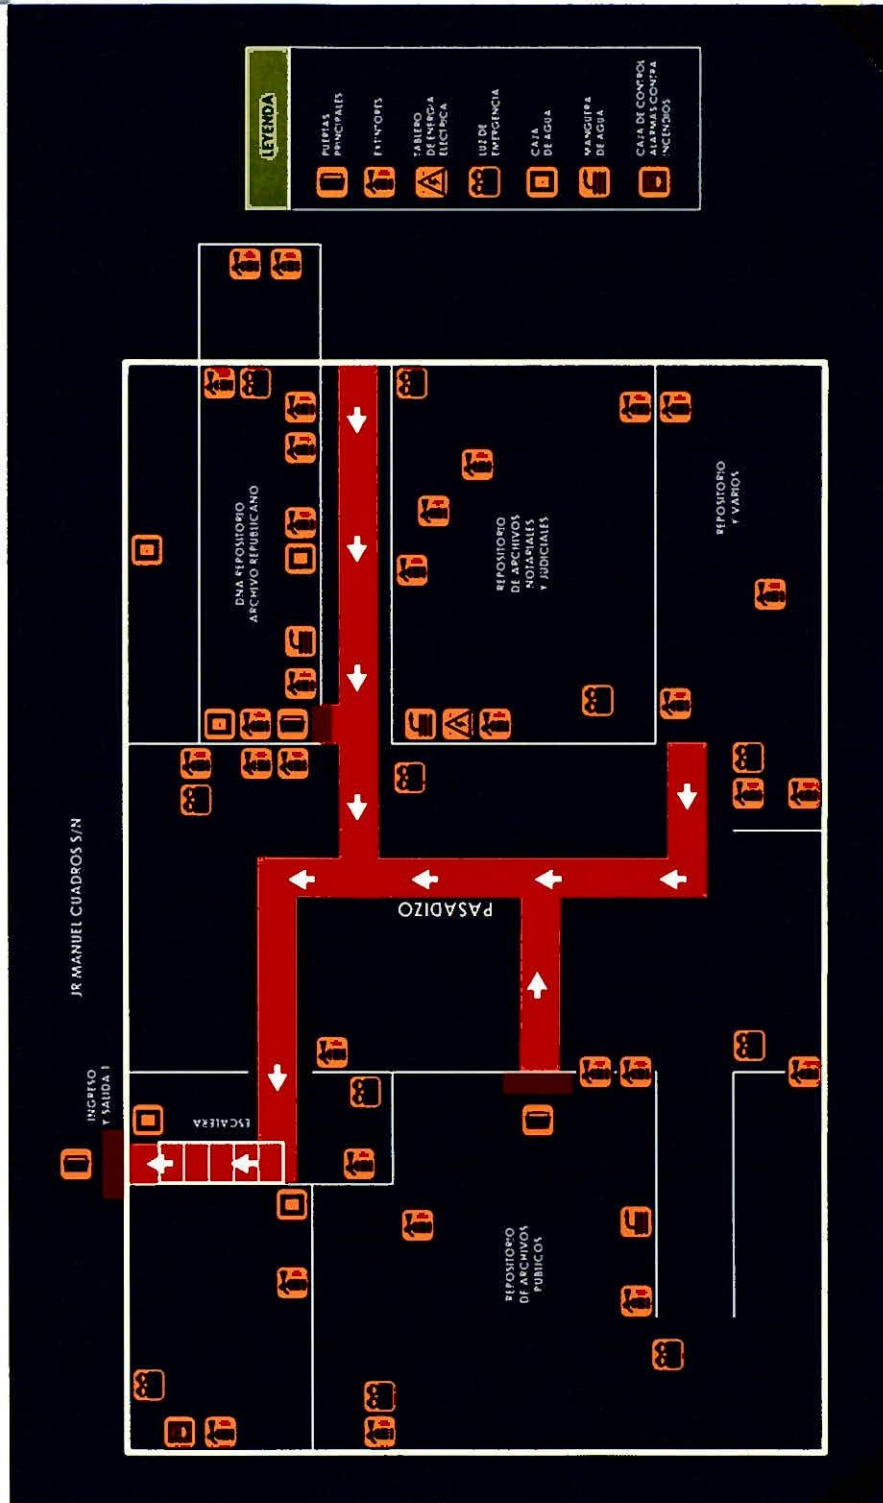 LEYENDA
PUERTAS
PRINCIPALES
EXTINTORES
TABLERO
DE ENERGIA
ELECTRICA
LUZ DE
EMERGENCIA
CAJA
DE AGUA
MANGUERA
DE AGUA
CAJA DE CONTROL
ALARMAS CONTRA
INCENDIOS
JR MANUEL CUADROS S/N
INGRESO
Y SALIDA 1
ESCALERA
PASADIZO
DNA REPOSITORIO
ARCHIVO REPUBLICANO
REPOSITORIO
DE ARCHIVOS
NOTARIALES
Y JUDICIALES
REPOSITORIO
Y VARIOS
REPOSITORIO
DE ARCHIVOS
PUBLICOS